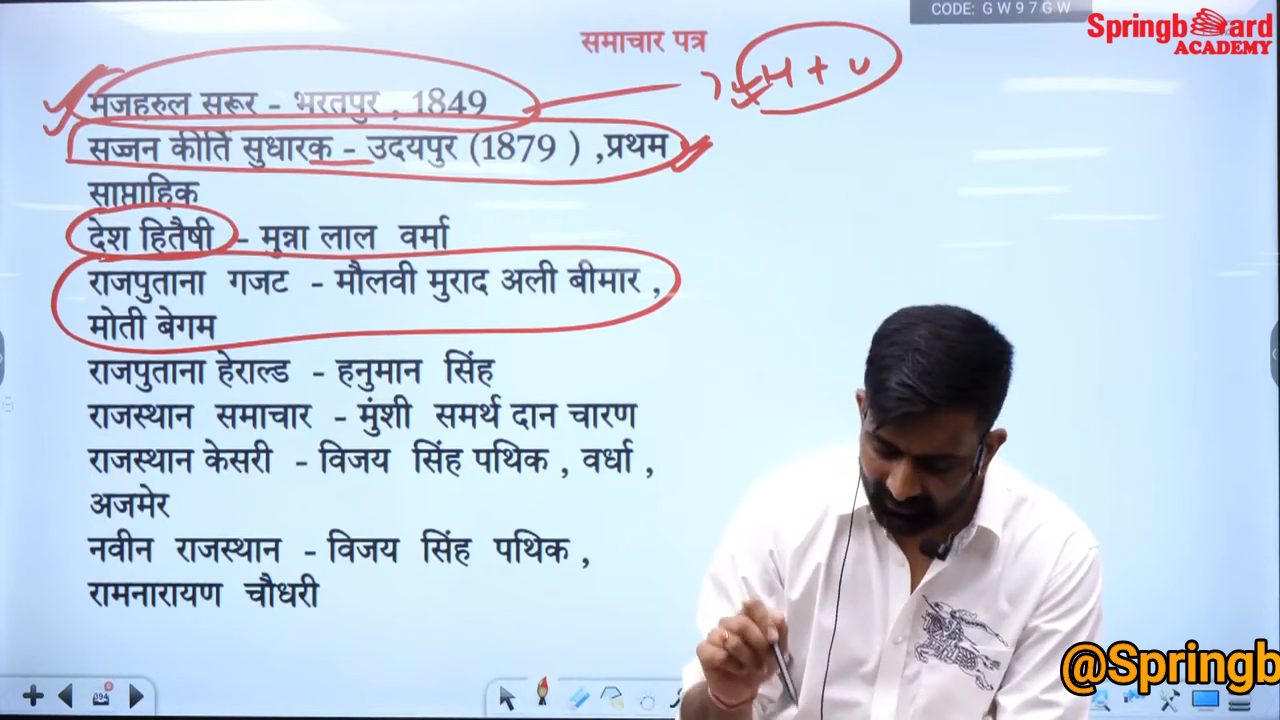 CODE: G W 9 7 G W
Springboard
ACADEMY
समाचार पत्र
H + U
मजहरुल सरूर - भरतपुर , 1849
सज्जन कीर्ति सुधारक - उदयपुर (1879 ) ,प्रथम
साप्ताहिक
देश हितैषी - मुन्ना लाल वर्मा
राजपुताना गजट - मौलवी मुराद अली बीमार ,
मोती बेगम
राजपुताना हेराल्ड - हनुमान सिंह
राजस्थान समाचार - मुंशी समर्थ दान चारण
राजस्थान केसरी - विजय सिंह पथिक , वर्धा ,
अजमेर
नवीन राजस्थान - विजय सिंह पथिक ,
रामनारायण चौधरी
394
@Springb